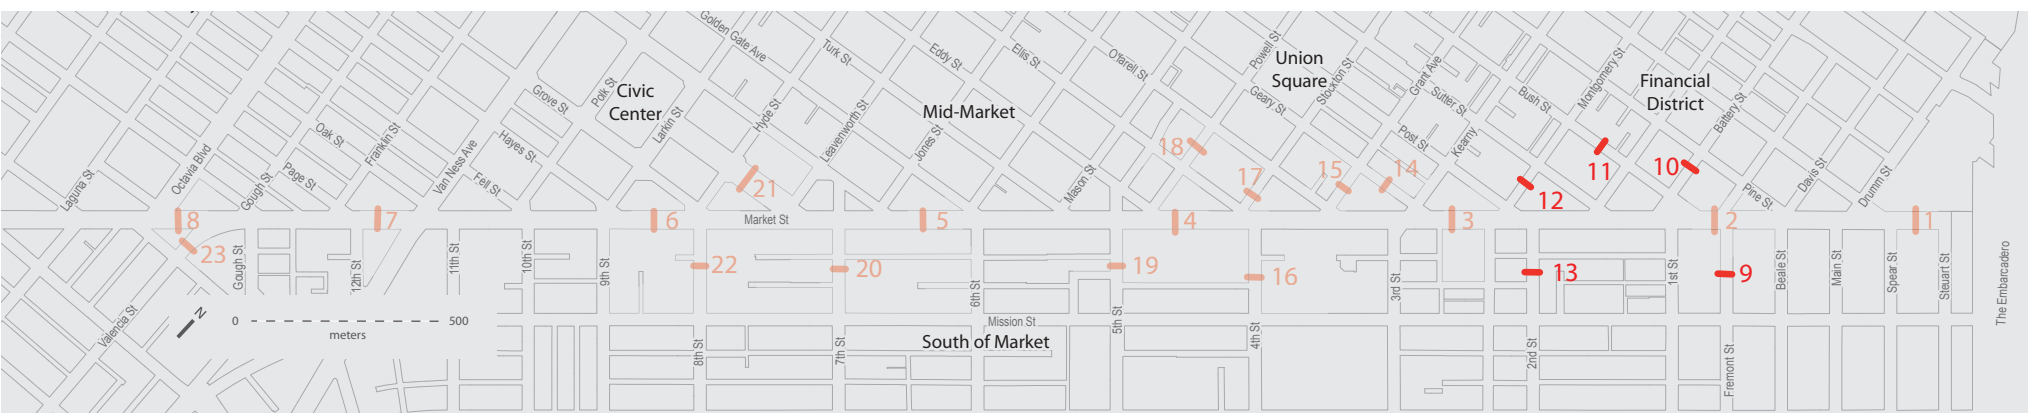 Golden Gate Ave
Turk St
Eddy St
Ellis St
O'farell St
Powell St
Union
Square
Stockton St
Grant Ave
Sutter St
Bush St
Montgomery St
Financial
District
Battery St
Civic
Center
Polk St
Grove St
Larkin St
Hyde St
Leavenworth St
Mid-Market
Jones St
Geary St
Post St
Kearny
Mason St
Oak St
Franklin St
Hayes St
Van Ness Ave
Fell St
Page St
Gough St
Octavia Blvd
Laguna St
Pine St
Davis St
Drumm St
18
17
15
14
12
11
10
21
8
7
6
Market St
5
4
3
2
1
23
22
20
19
16
13
9
Gough St
12th St
11th St
10th St
9th St
8th St
7th St
6th St
5th St
4th St
3rd St
2nd St
1st St
Fremont St
Beale St
Main St
Spear St
Steuart St
The Embarcadero
Valencia St
N
0
500
meters
Mission St
South of Market